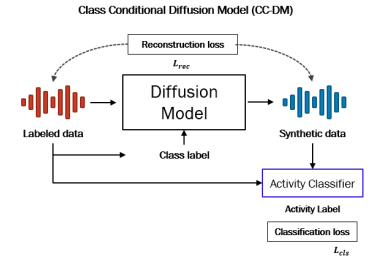 Class Conditional Diffusion Model (CC-DM)
Reconstruction loss
L_rec
Diffusion
Model
Labeled data
Synthetic data
Class label
Activity Classifier
Activity Label
Classification loss
L_cls